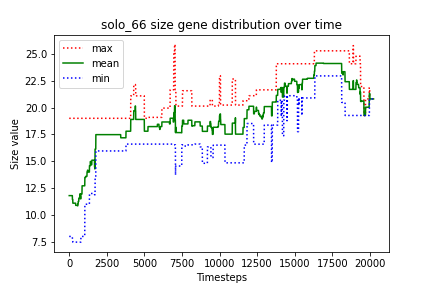 solo_66 size gene distribution over time
max
mean
min
Size value
25.0
22.5
20.0
17.5
15.0
12.5
10.0
7.5
0 2500 5000 7500 10000 12500 15000 17500 20000
Timesteps